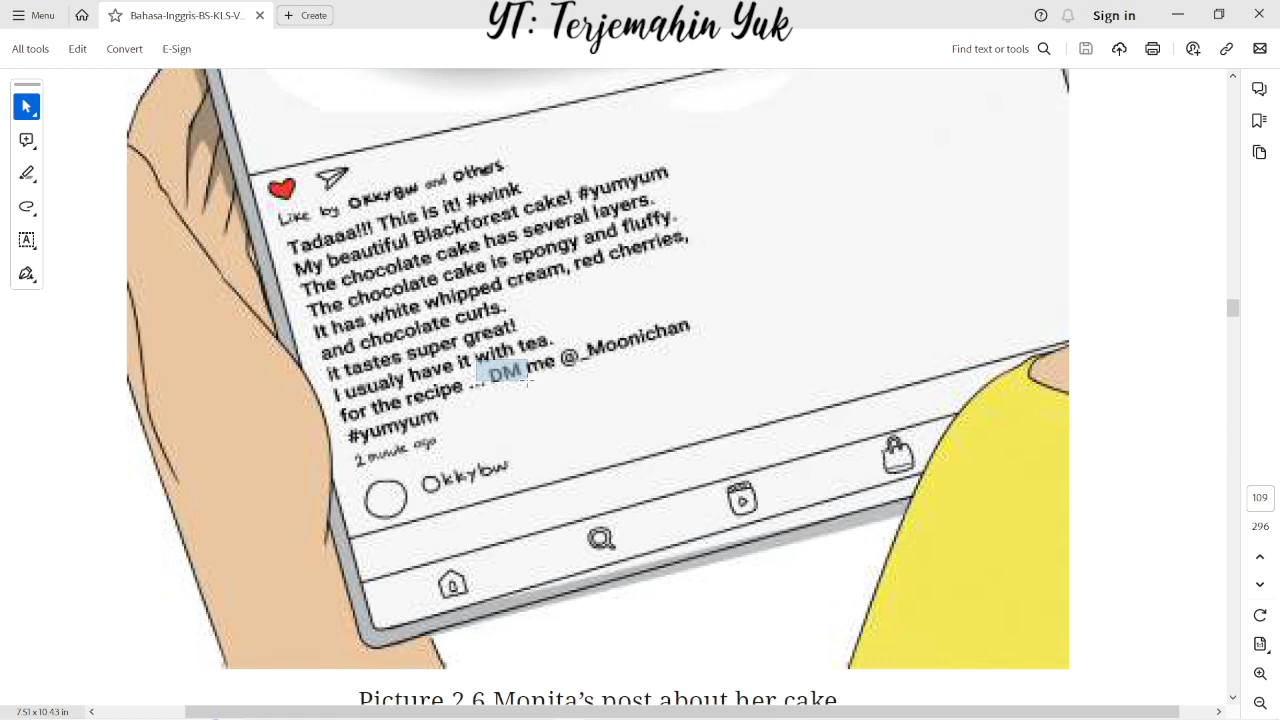 Menu
Bahasa-Inggris-BS-KLS-V...
Create
YT: Terjemahin Yuk
Sign in
All tools
Edit
Convert
E-Sign
Find text or tools
Like by OKKyBw and others.
Tadaaa!!! This is it! #wink
My beautiful Blackforest cake! #yumyum
The chocolate cake has several layers.
The chocolate cake is spongy and fluffy.
It has white whipped cream, red cherries,
and chocolate curls.
it tastes super great!
I usualy have it with tea.
for the recipe ... DM me @_Moonichan
#yumyum
2 minute ago
Okkybw
Picture 2.6 Monita's post about her cake
109
296
7.51 x 10.43 in